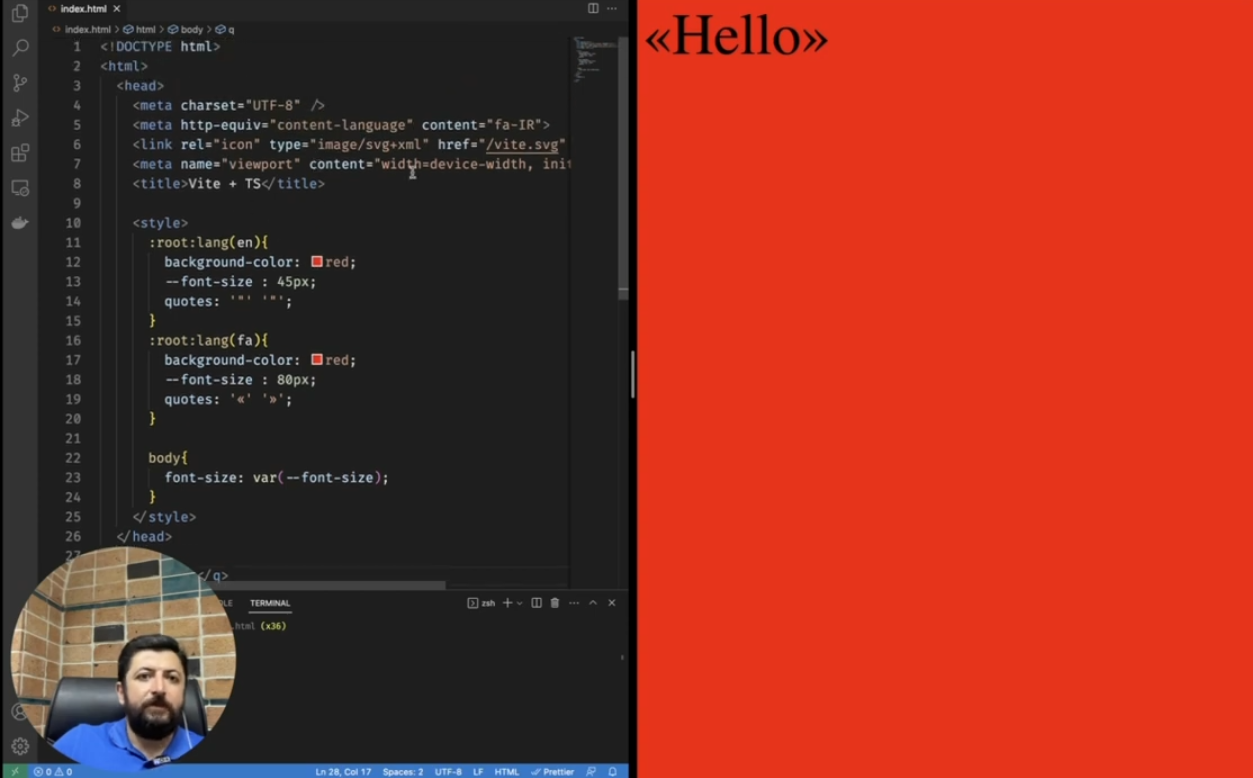 index.html
index.html > html > body > q
1 <!DOCTYPE html>
2 <html>
3 <head>
4 <meta charset="UTF-8" />
5 <meta http-equiv="content-language" content="fa-IR">
6 <link rel="icon" type="image/svg+xml" href="/vite.svg"
7 <meta name="viewport" content="width=device-width, init
8 <title>Vite + TS</title>
9
10 <style>
11 :root:lang(en){
12 background-color: red;
13 --font-size : 45px;
14 quotes: '"' '"';
15 }
16 :root:lang(fa){
17 background-color: red;
18 --font-size : 80px;
19 quotes: '«' '»';
20 }
21
22 body{
23 font-size: var(--font-size);
24 }
25 </style>
26 </head>
27
</q>
TERMINAL
zsh
.html (x36)
0 0
Ln 28, Col 17 Spaces: 2 UTF-8 LF HTML Prettier
«Hello»